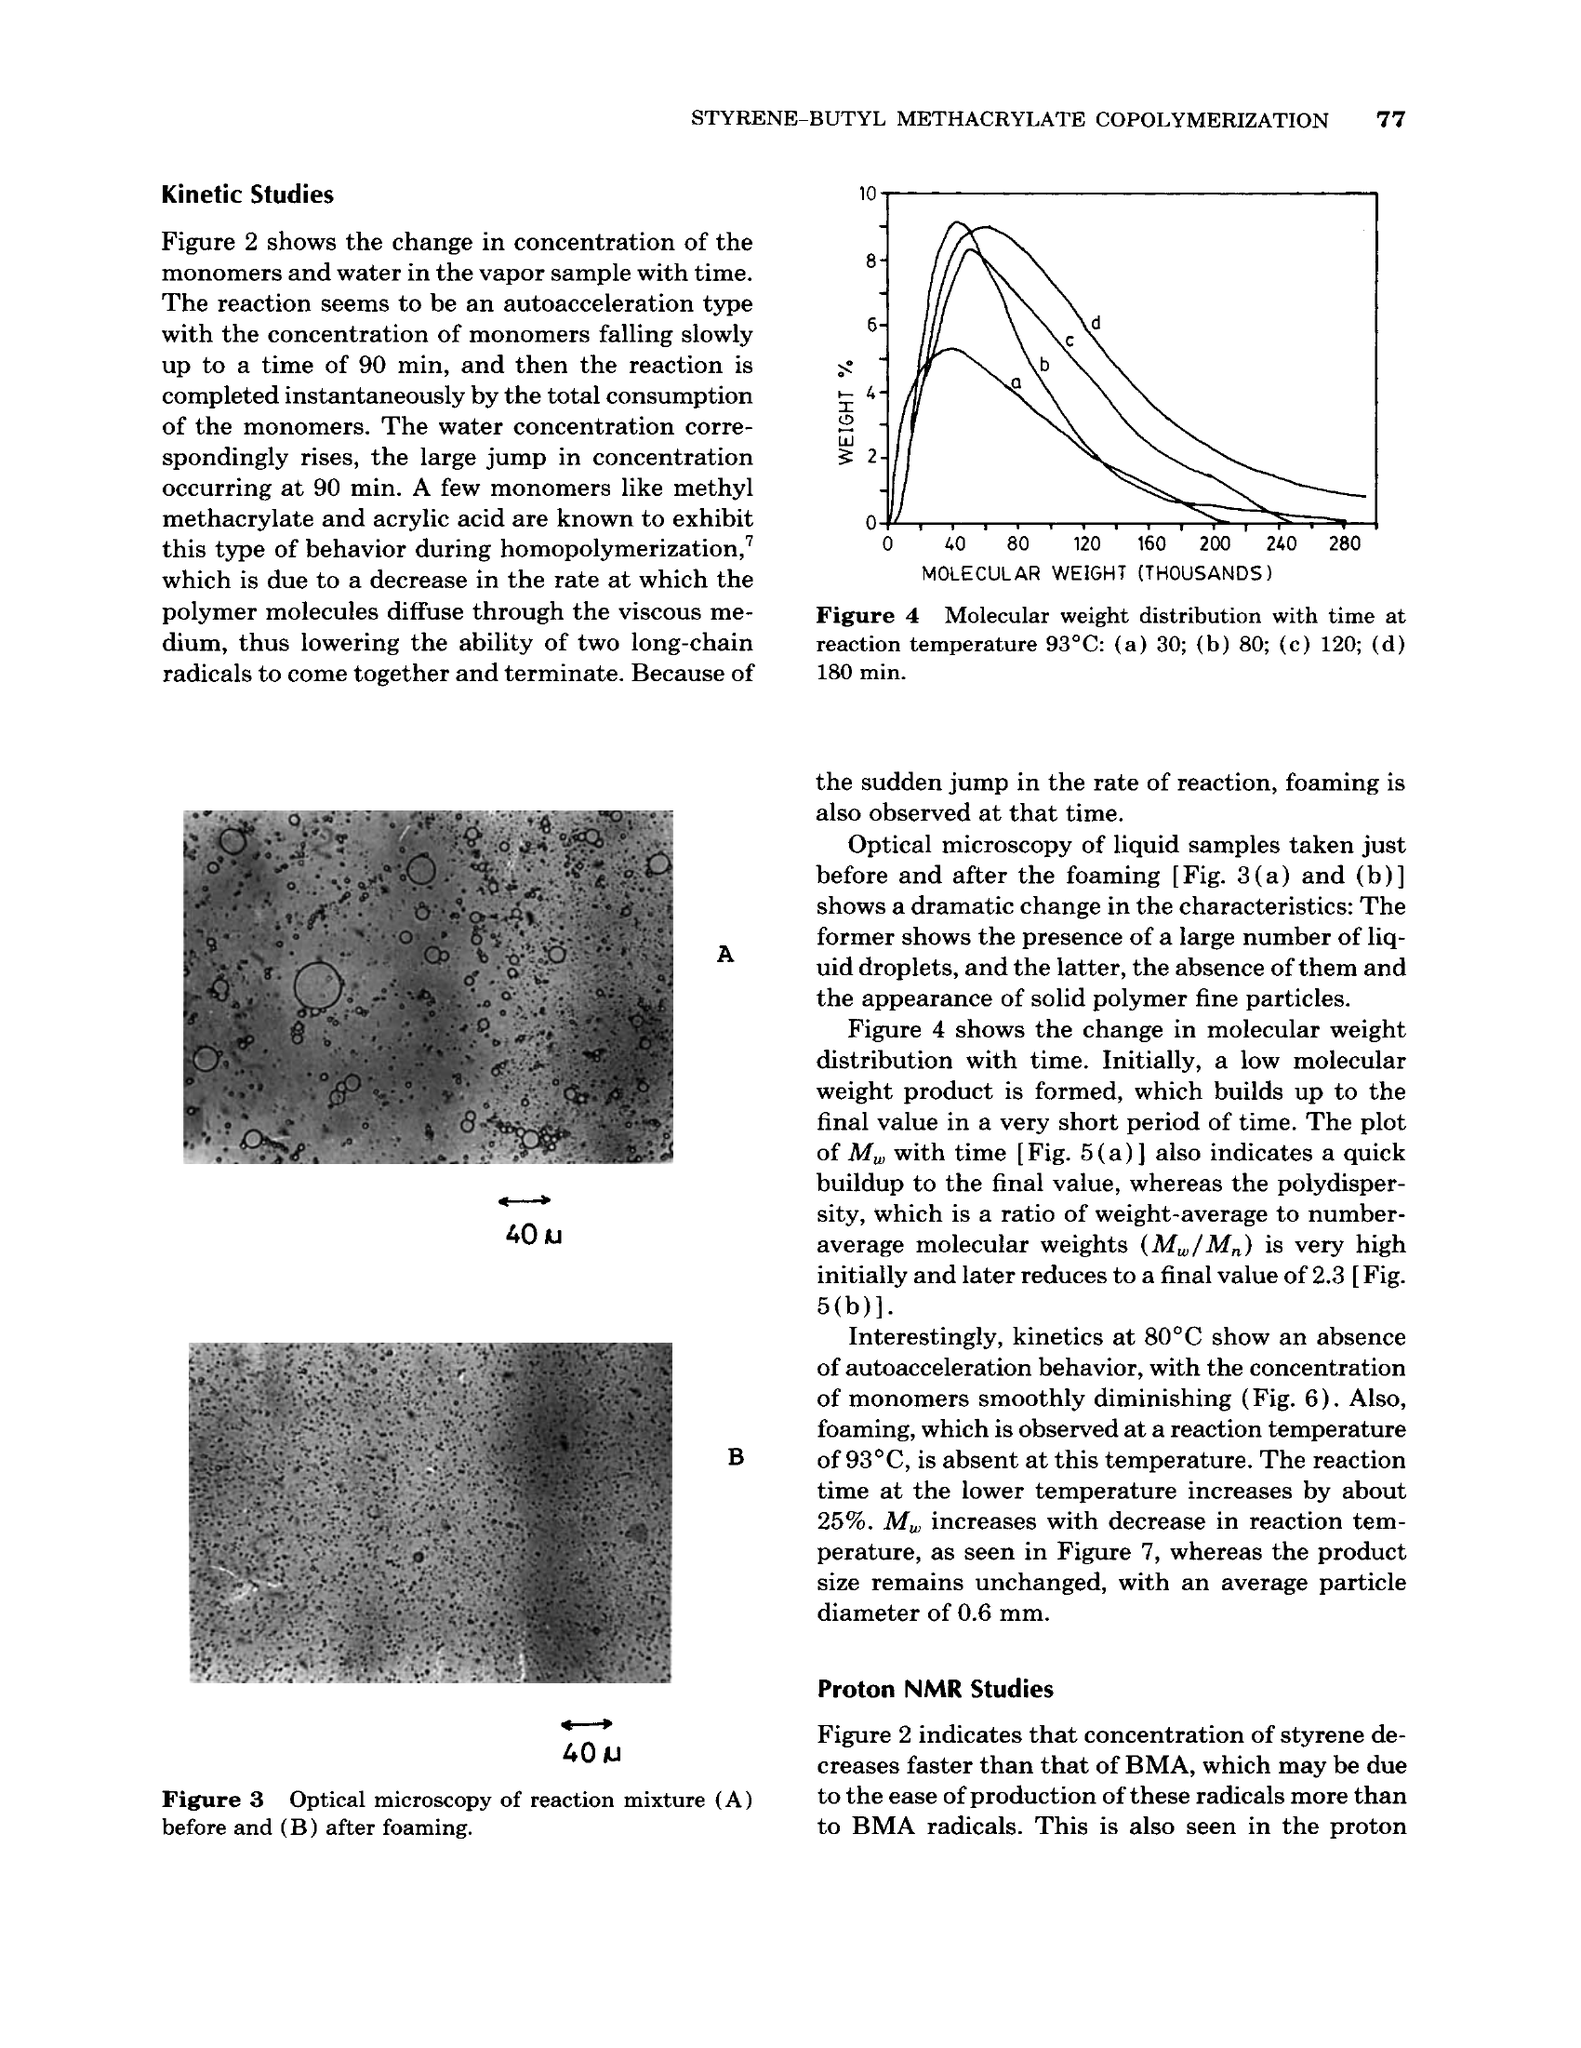 STYRENE–BUTYL METHACRYLATE COPOLYMERIZATION 77
Kinetic Studies
Figure 2 shows the change in concentration of the
monomers and water in the vapor sample with time.
The reaction seems to be an autoacceleration type
with the concentration of monomers falling slowly
up to a time of 90 min, and then the reaction is
completed instantaneously by the total consumption
of the monomers. The water concentration corre-
spondingly rises, the large jump in concentration
occurring at 90 min. A few monomers like methyl
methacrylate and acrylic acid are known to exhibit
this type of behavior during homopolymerization,⁷
which is due to a decrease in the rate at which the
polymer molecules diffuse through the viscous me-
dium, thus lowering the ability of two long-chain
radicals to come together and terminate. Because of
A
40 µ
B
40 µ
Figure 3 Optical microscopy of reaction mixture (A)
before and (B) after foaming.
10
8
6
4
2
0
WEIGHT %
a
b
c
d
0 40 80 120 160 200 240 280
MOLECULAR WEIGHT (THOUSANDS)
Figure 4 Molecular weight distribution with time at
reaction temperature 93°C: (a) 30; (b) 80; (c) 120; (d)
180 min.
the sudden jump in the rate of reaction, foaming is
also observed at that time.
Optical microscopy of liquid samples taken just
before and after the foaming [Fig. 3(a) and (b)]
shows a dramatic change in the characteristics: The
former shows the presence of a large number of liq-
uid droplets, and the latter, the absence of them and
the appearance of solid polymer fine particles.
Figure 4 shows the change in molecular weight
distribution with time. Initially, a low molecular
weight product is formed, which builds up to the
final value in a very short period of time. The plot
of Mw with time [Fig. 5(a)] also indicates a quick
buildup to the final value, whereas the polydisper-
sity, which is a ratio of weight-average to number-
average molecular weights (Mw/Mn) is very high
initially and later reduces to a final value of 2.3 [Fig.
5(b)].
Interestingly, kinetics at 80°C show an absence
of autoacceleration behavior, with the concentration
of monomers smoothly diminishing (Fig. 6). Also,
foaming, which is observed at a reaction temperature
of 93°C, is absent at this temperature. The reaction
time at the lower temperature increases by about
25%. Mw increases with decrease in reaction tem-
perature, as seen in Figure 7, whereas the product
size remains unchanged, with an average particle
diameter of 0.6 mm.
Proton NMR Studies
Figure 2 indicates that concentration of styrene de-
creases faster than that of BMA, which may be due
to the ease of production of these radicals more than
to BMA radicals. This is also seen in the proton